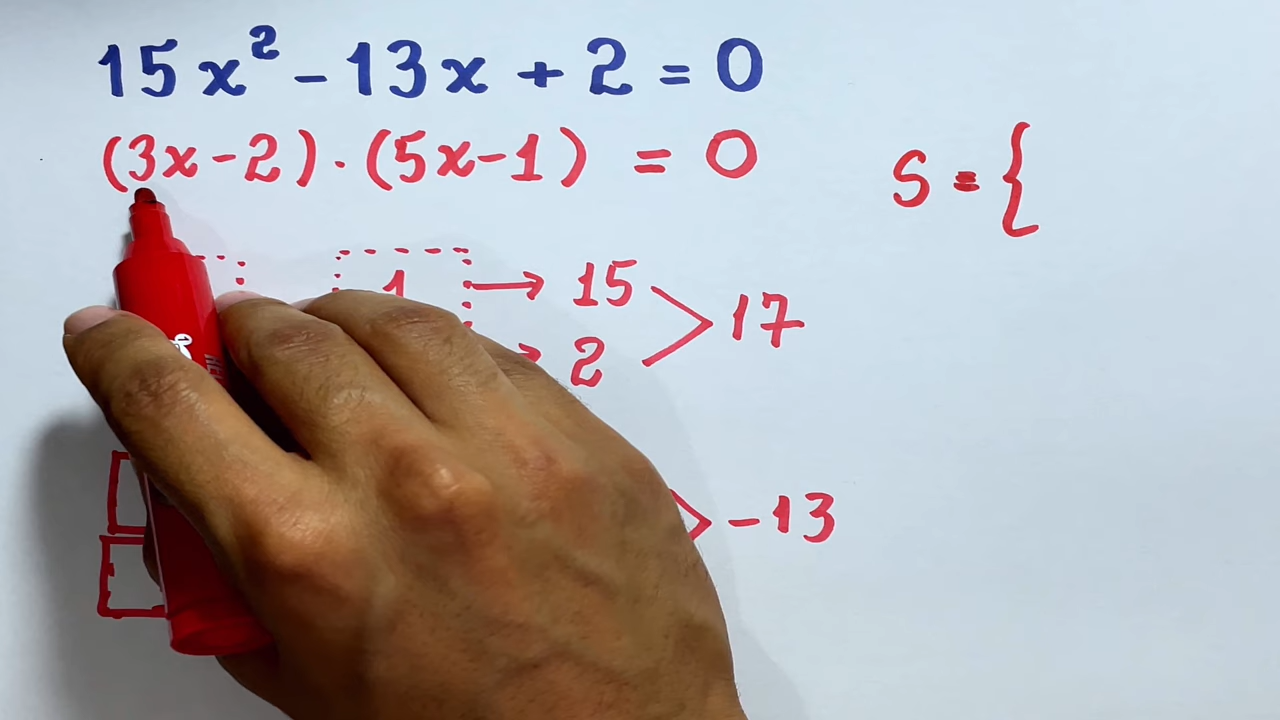 15x² - 13x + 2 = 0
(3x-2) · (5x-1) = 0
S = {
1 → 15
17
→ 2
-13